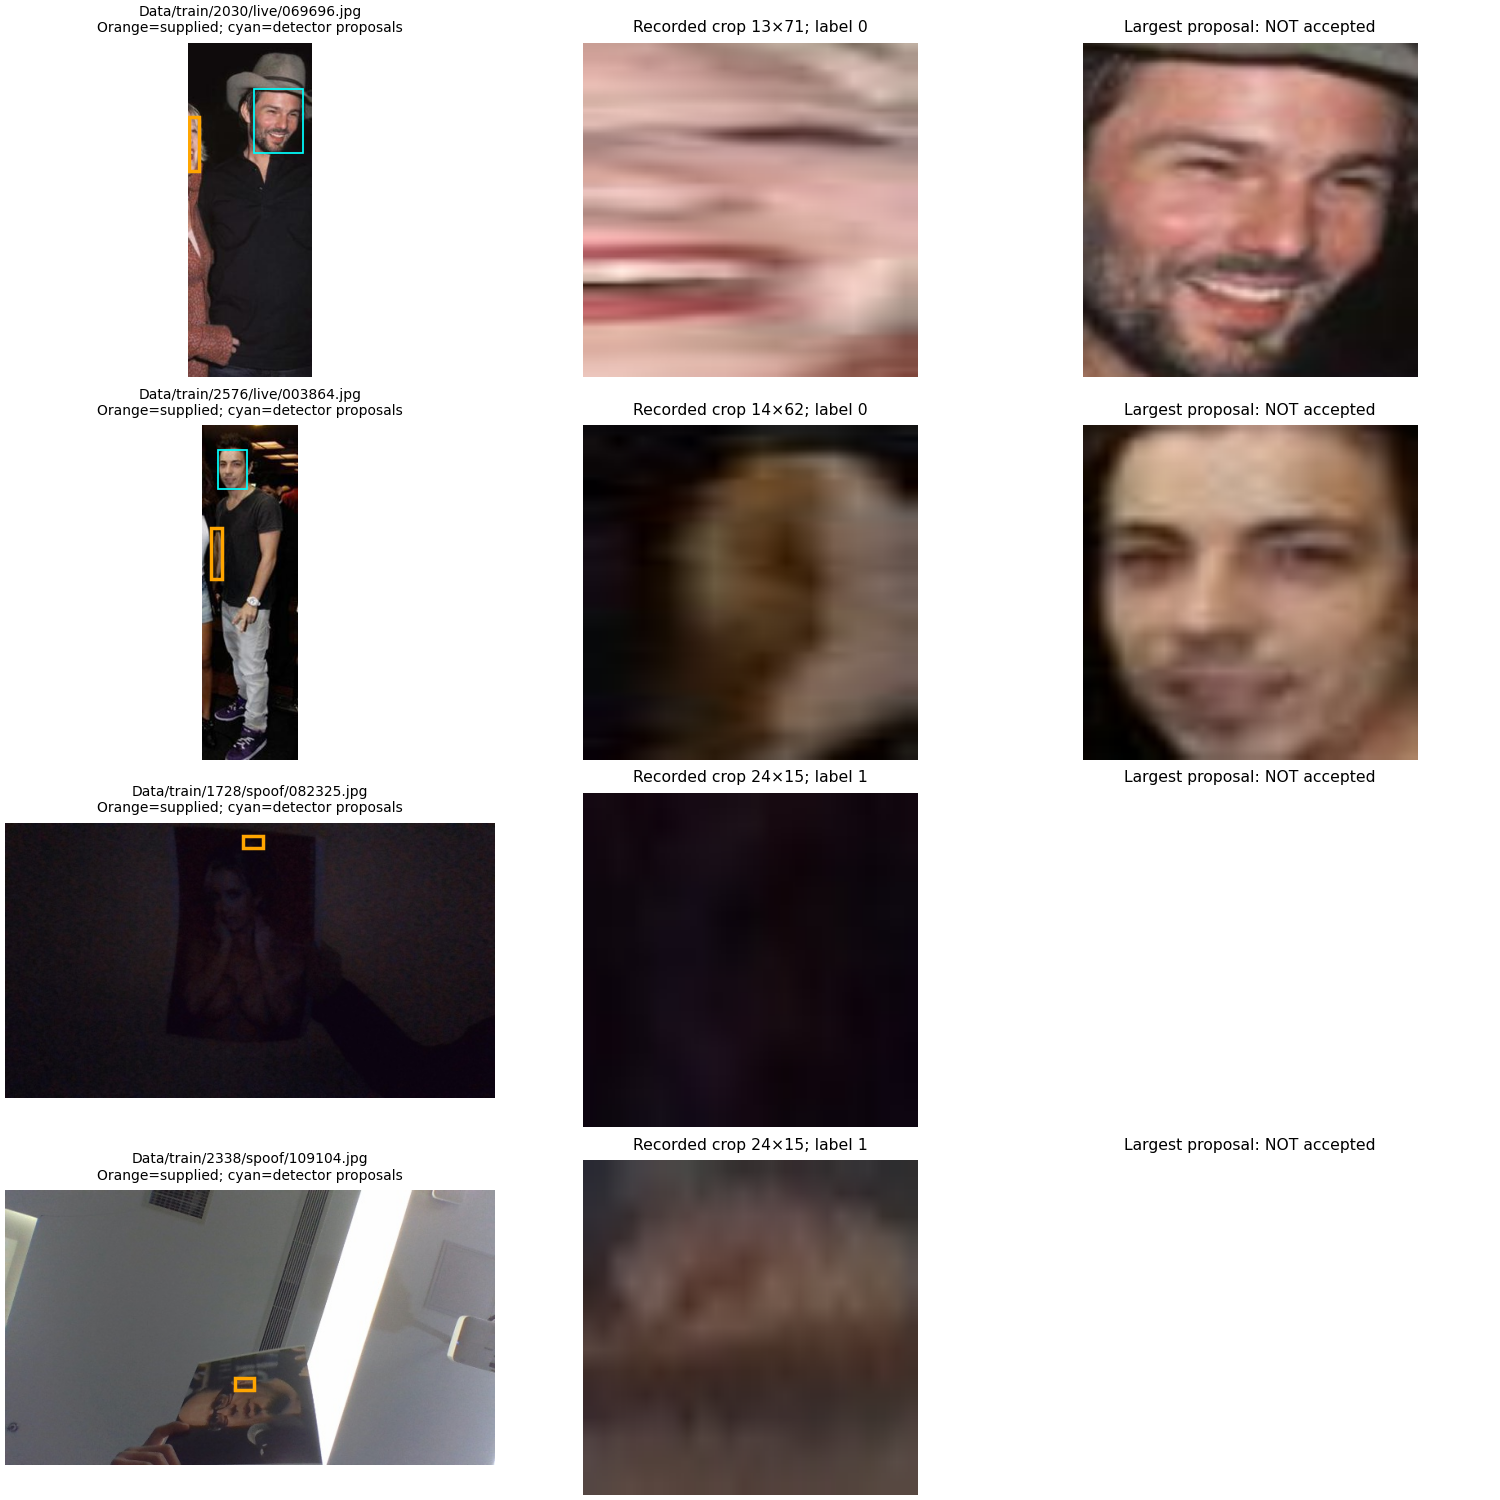 Data/train/2030/live/069696.jpg
Orange=supplied; cyan=detector proposals
Recorded crop 13×71; label 0
Largest proposal: NOT accepted
Data/train/2576/live/003864.jpg
Orange=supplied; cyan=detector proposals
Recorded crop 14×62; label 0
Largest proposal: NOT accepted
Data/train/1728/spoof/082325.jpg
Orange=supplied; cyan=detector proposals
Recorded crop 24×15; label 1
Largest proposal: NOT accepted
Data/train/2338/spoof/109104.jpg
Orange=supplied; cyan=detector proposals
Recorded crop 24×15; label 1
Largest proposal: NOT accepted